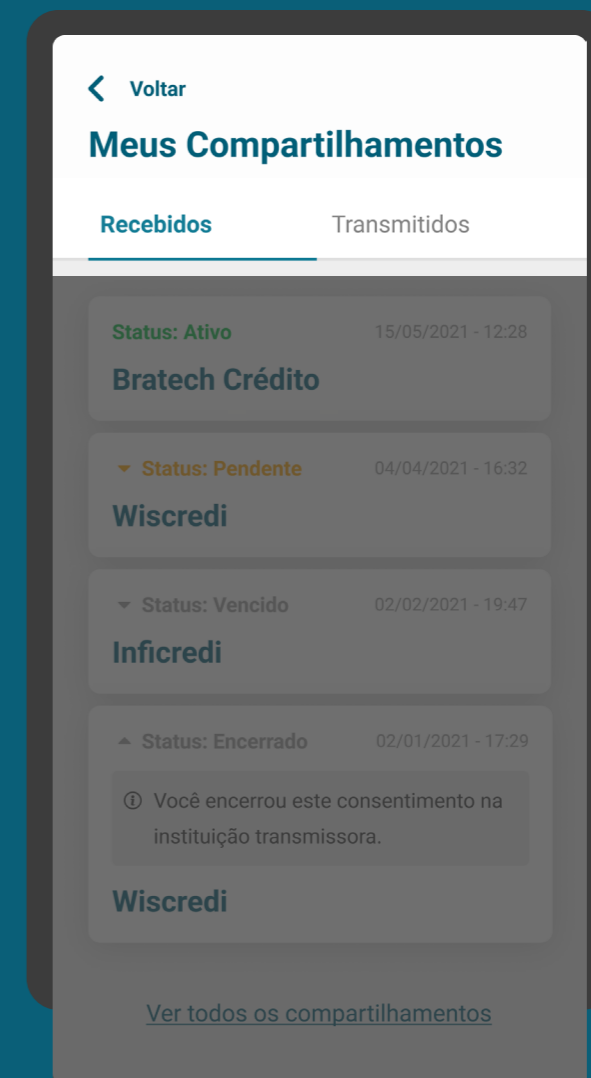 Voltar
Meus Compartilhamentos
Recebidos Transmitidos
Status: Ativo 15/05/2021 - 12:28
Bratech Crédito
Status: Pendente 04/04/2021 - 16:32
Wiscredi
Status: Vencido 02/02/2021 - 19:47
Inficredi
Status: Encerrado 02/01/2021 - 17:29
Você encerrou este consentimento na
instituição transmissora.
Wiscredi
Ver todos os compartilhamentos